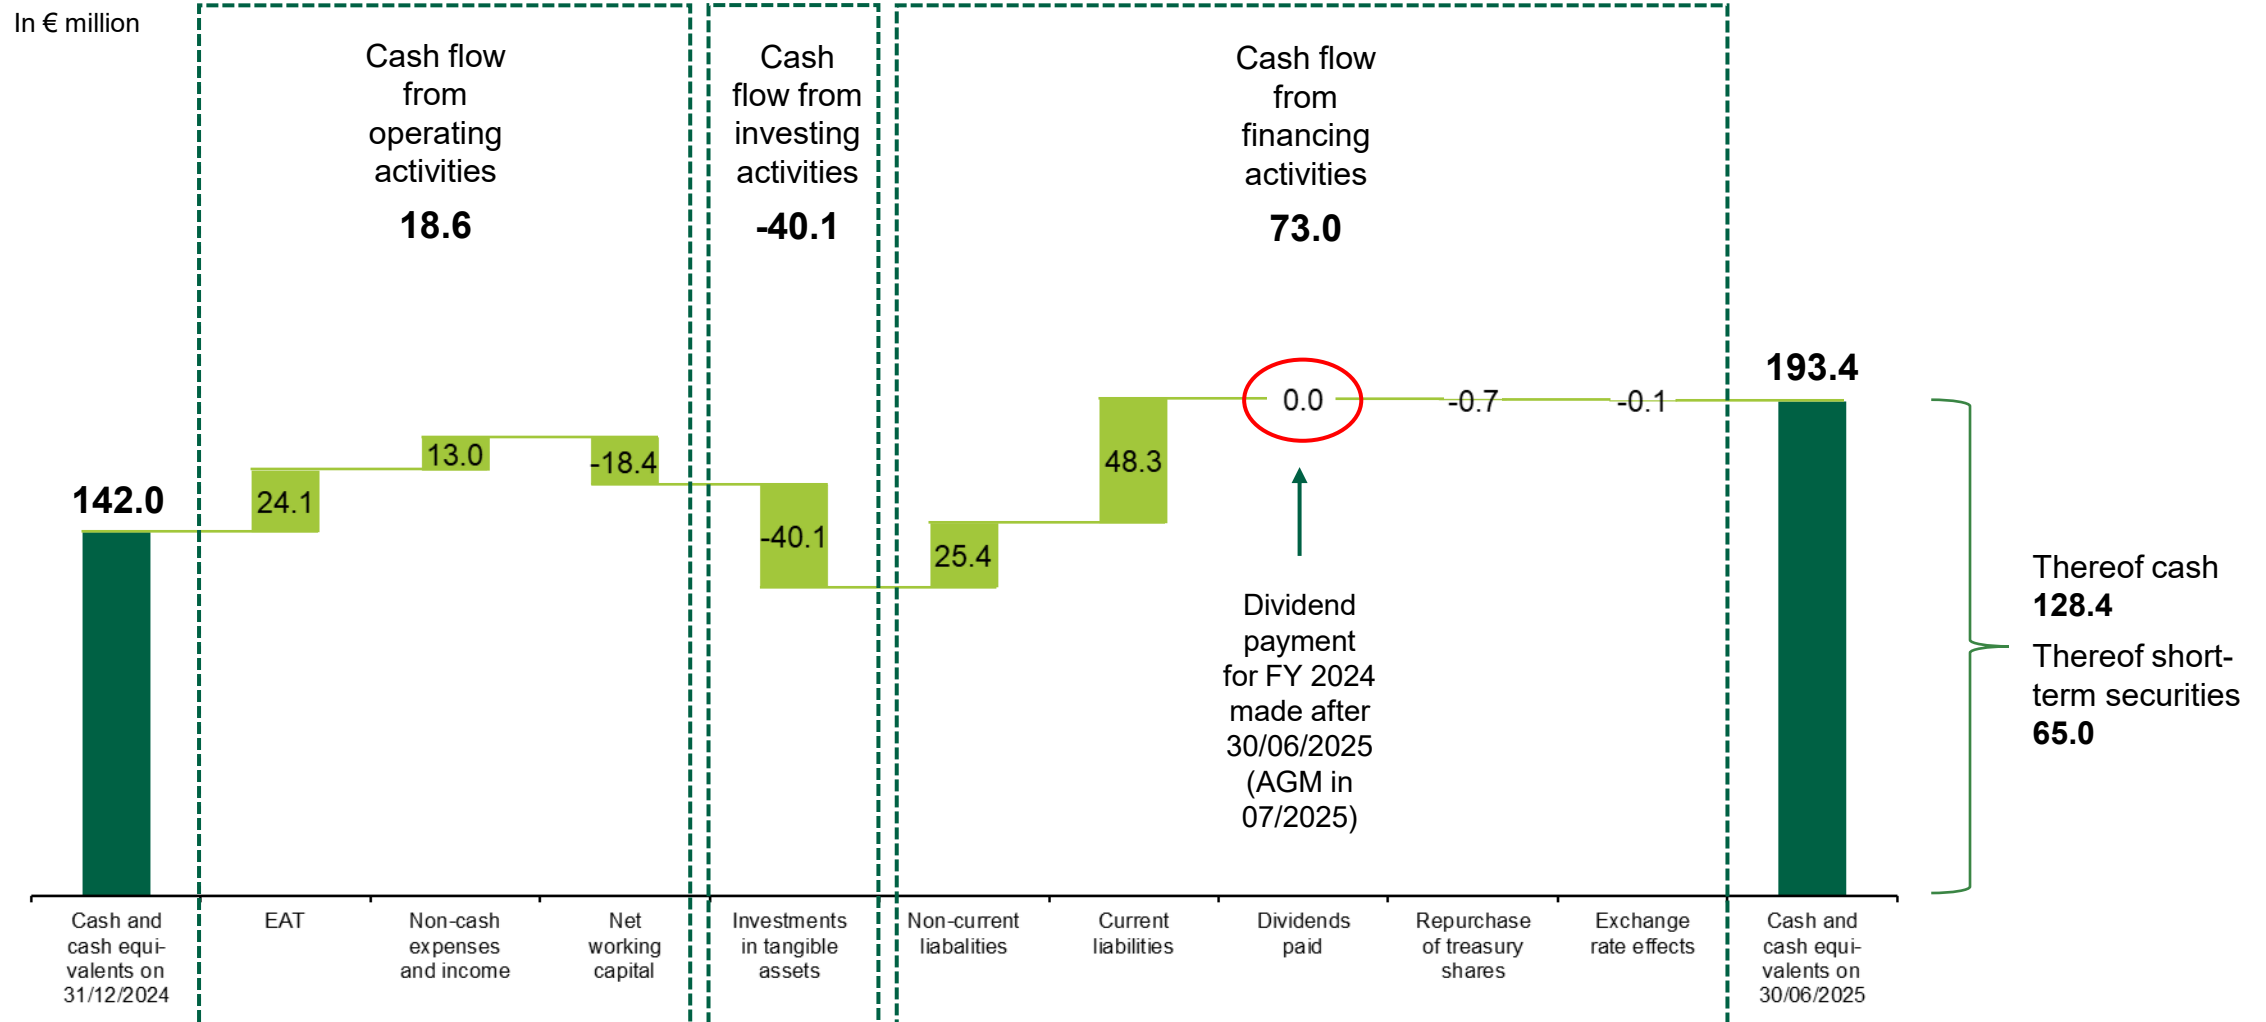 In € million
Cash flow
from
operating
activities
18.6
Cash
flow from
investing
activities
-40.1
Cash flow
from
financing
activities
73.0
142.0
24.1
13.0
-18.4
-40.1
25.4
48.3
0.0
-0.7
-0.1
193.4
Dividend
payment
for FY 2024
made after
30/06/2025
(AGM in
07/2025)
Thereof cash
128.4
Thereof short-
term securities
65.0
Cash and
cash equi-
valents on
31/12/2024
EAT
Non-cash
expenses
and income
Net
working
capital
Investments
in tangible
assets
Non-current
liabalities
Current
liabilities
Dividends
paid
Repurchase
of treasury
shares
Exchange
rate effects
Cash and
cash equi-
valents on
30/06/2025